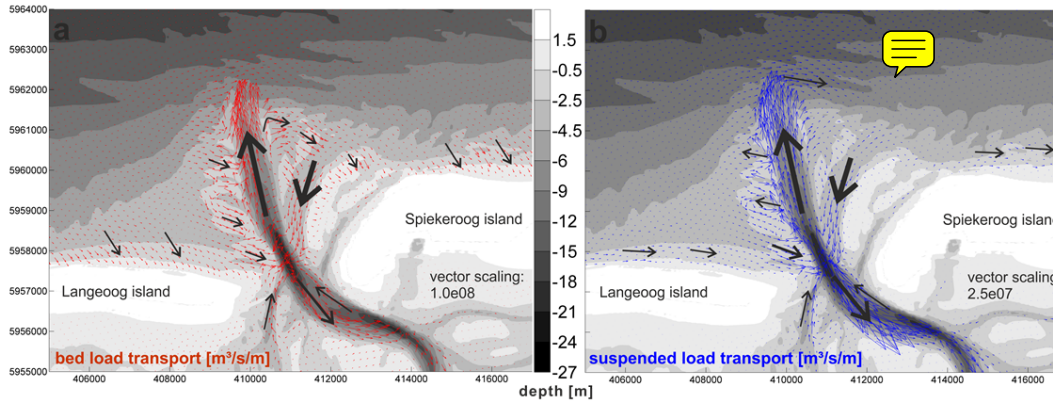 a
5964000
5963000
5962000
5961000
5960000
5959000
5958000
5957000
5956000
5955000
Spiekeroog island
Langeoog island
vector scaling:
1.0e08
bed load transport [m³/s/m]
406000 408000 410000 412000 414000 416000
1.5
-0.5
-2.5
-4.5
-6
-7
-9
-12
-15
-18
-21
-24
-27
depth [m]
b
Spiekeroog island
Langeoog island
vector scaling:
2.5e07
suspended load transport [m³/s/m]
406000 408000 410000 412000 414000 416000